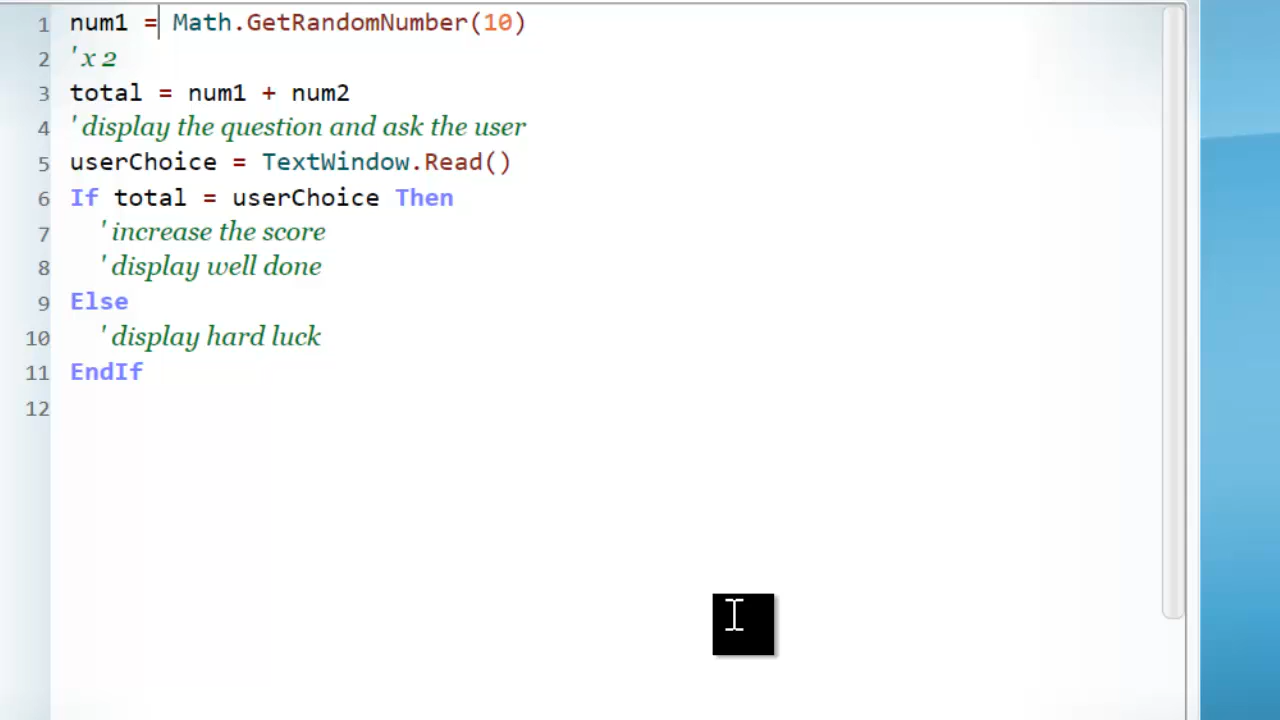 1 num1 = Math.GetRandomNumber(10)
2 ' x 2
3 total = num1 + num2
4 ' display the question and ask the user
5 userChoice = TextWindow.Read()
6 If total = userChoice Then
7 ' increase the score
8 ' display well done
9 Else
10 ' display hard luck
11 EndIf
12